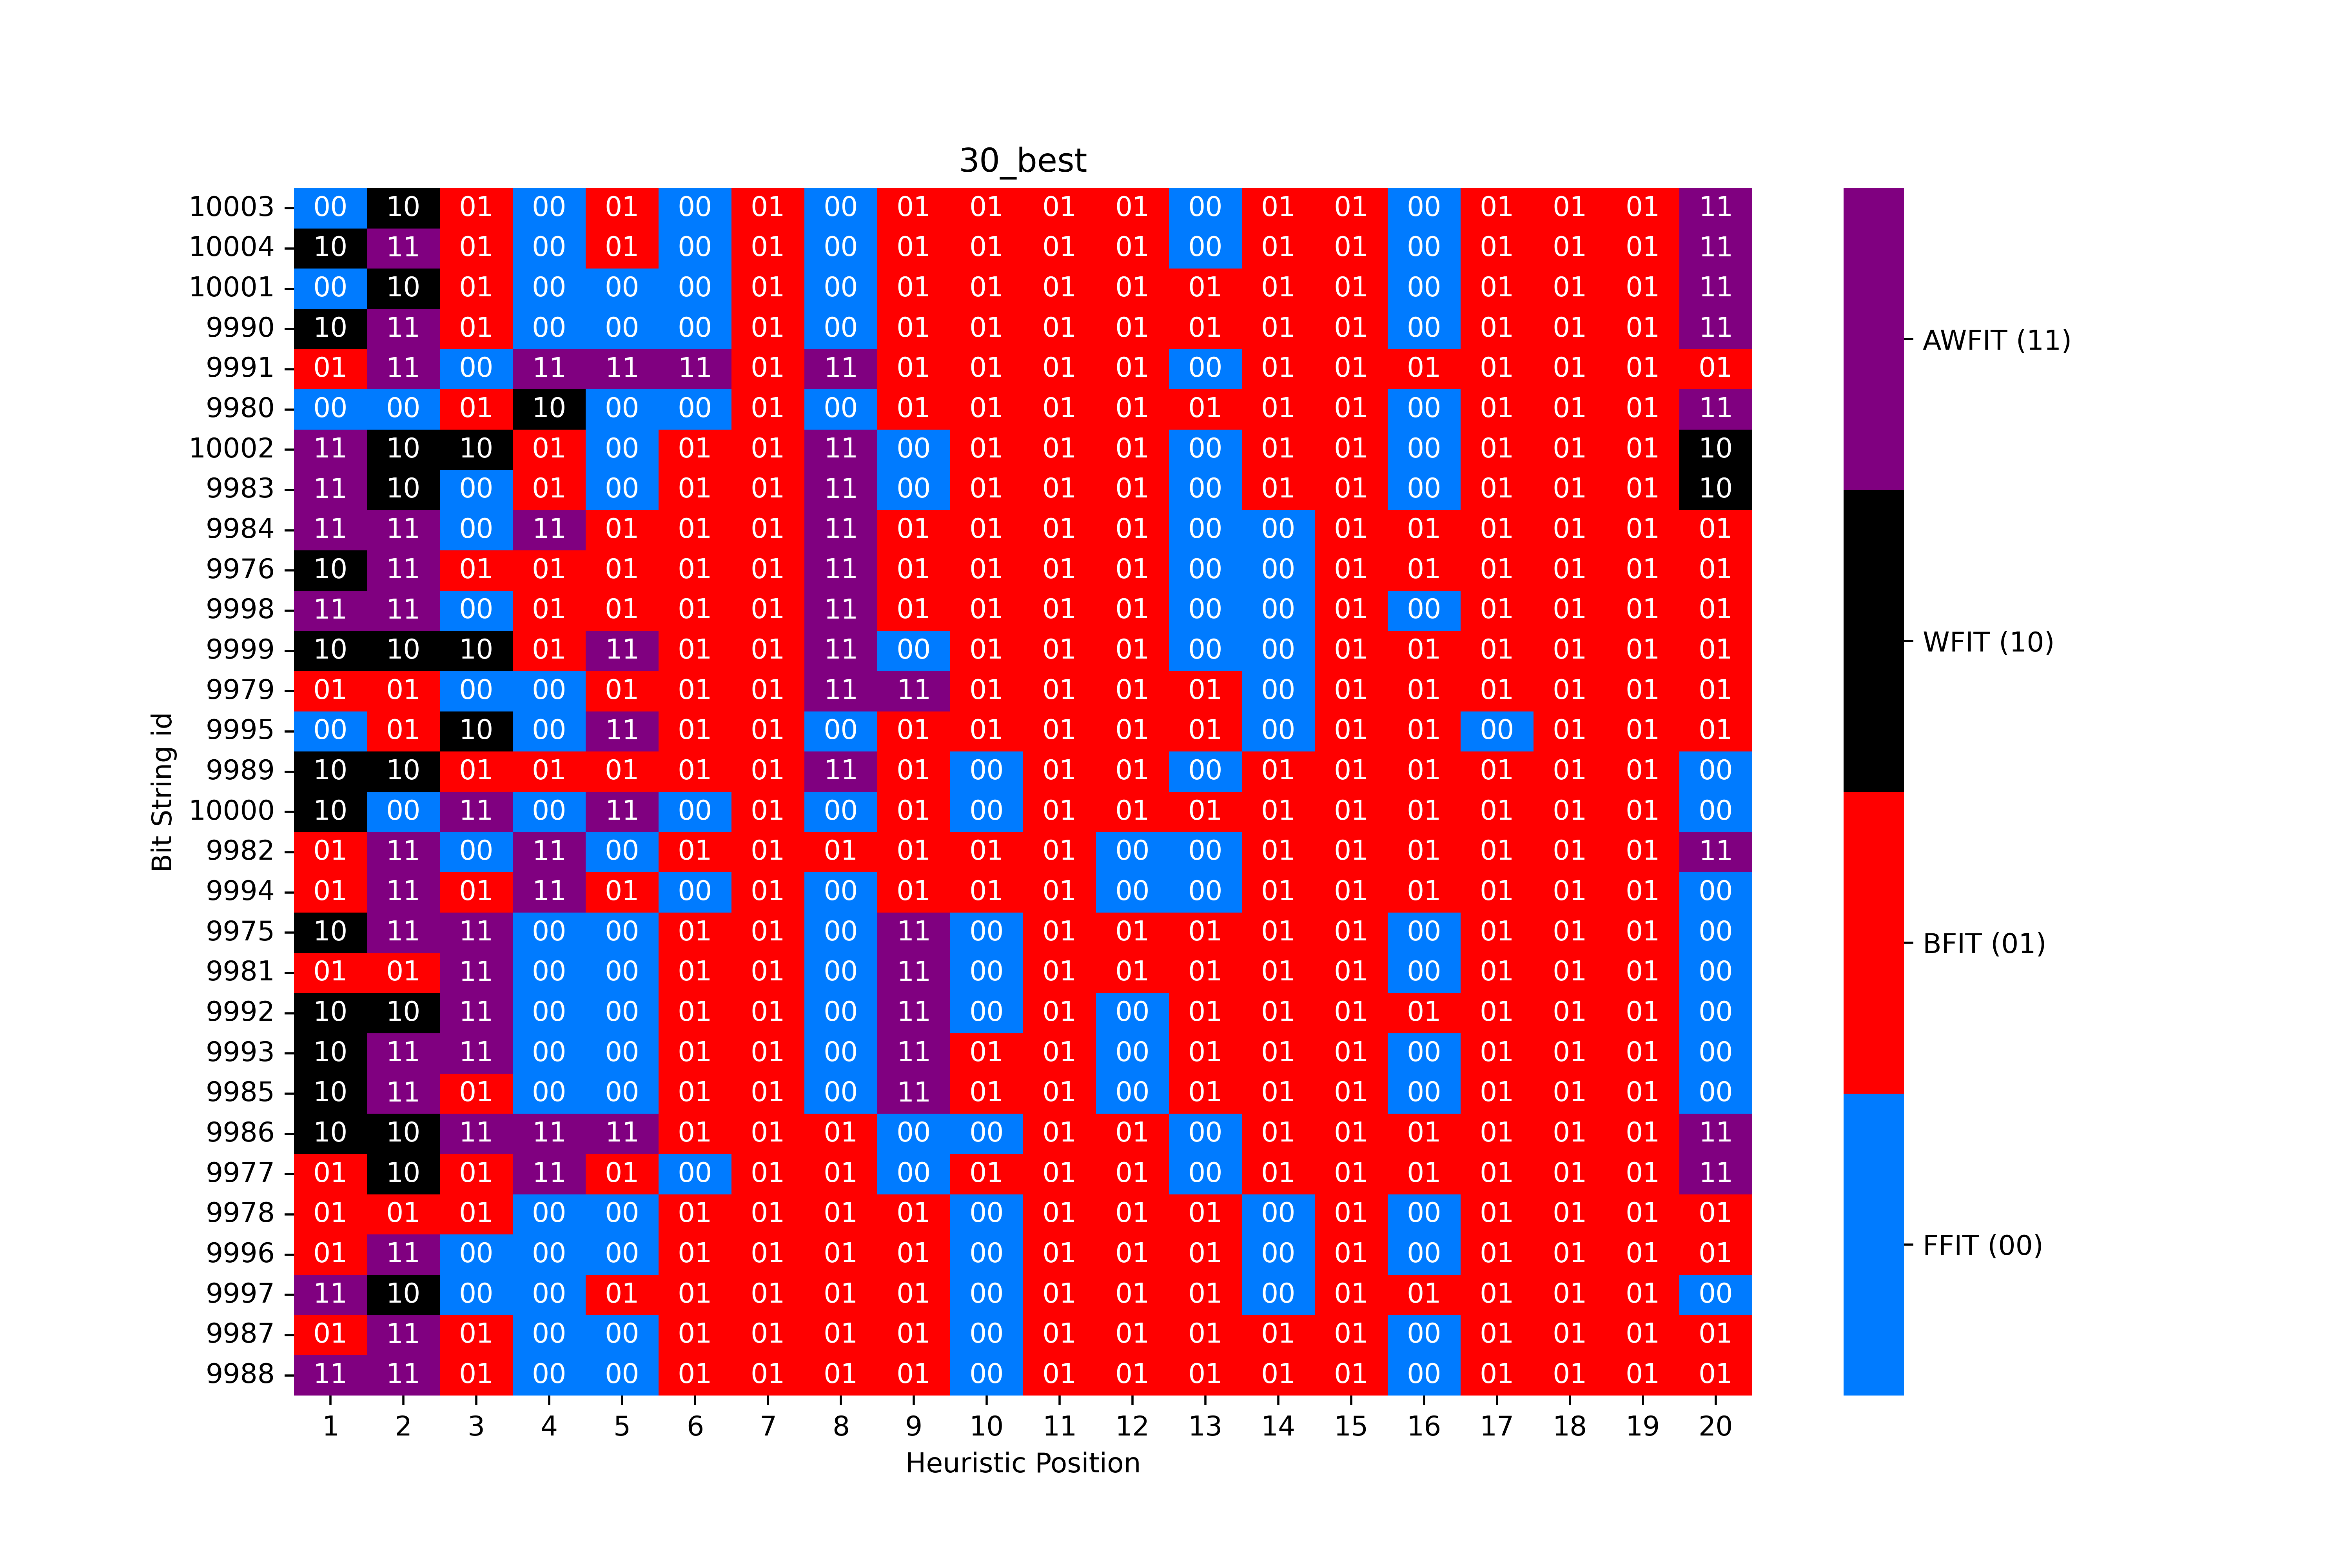 30_best
10003 00 10 01 00 01 00 01 00 01 01 01 01 00 01 01 00 01 01 01 11
10004 10 11 01 00 01 00 01 00 01 01 01 01 00 01 01 00 01 01 01 11
10001 00 10 01 00 00 00 01 00 01 01 01 01 01 01 01 00 01 01 01 11
9990 10 11 01 00 00 00 01 00 01 01 01 01 01 01 01 00 01 01 01 11
9991 01 11 00 11 11 11 01 11 01 01 01 01 00 01 01 01 01 01 01 01
9980 00 00 01 10 00 00 01 00 01 01 01 01 01 01 01 00 01 01 01 11
10002 11 10 10 01 00 01 01 11 00 01 01 01 00 01 01 00 01 01 01 10
9983 11 10 00 01 00 01 01 11 00 01 01 01 00 01 01 00 01 01 01 10
9984 11 11 00 11 01 01 01 11 01 01 01 01 00 00 01 01 01 01 01 01
9976 10 11 01 01 01 01 01 11 01 01 01 01 00 00 01 01 01 01 01 01
9998 11 11 00 01 01 01 01 11 01 01 01 01 00 00 01 00 01 01 01 01
9999 10 10 10 01 11 01 01 11 00 01 01 01 00 00 01 01 01 01 01 01
9979 01 01 00 00 01 01 01 11 11 01 01 01 01 00 01 01 01 01 01 01
9995 00 01 10 00 11 01 01 00 01 01 01 01 01 00 01 01 00 01 01 01
9989 10 10 01 01 01 01 01 11 01 00 01 01 00 01 01 01 01 01 01 00
10000 10 00 11 00 11 00 01 00 01 00 01 01 01 01 01 01 01 01 01 00
9982 01 11 00 11 00 01 01 01 01 01 01 00 00 01 01 01 01 01 01 11
9994 01 11 01 11 01 00 01 00 01 01 01 00 00 01 01 01 01 01 01 00
9975 10 11 11 00 00 01 01 00 11 00 01 01 01 01 01 00 01 01 01 00
9981 01 01 11 00 00 01 01 00 11 00 01 01 01 01 01 00 01 01 01 00
9992 10 10 11 00 00 01 01 00 11 00 01 00 01 01 01 01 01 01 01 00
9993 10 11 11 00 00 01 01 00 11 01 01 00 01 01 01 00 01 01 01 00
9985 10 11 01 00 00 01 01 00 11 01 01 00 01 01 01 00 01 01 01 00
9986 10 10 11 11 11 01 01 01 00 00 01 01 00 01 01 01 01 01 01 11
9977 01 10 01 11 01 00 01 01 00 01 01 01 00 01 01 01 01 01 01 11
9978 01 01 01 00 00 01 01 01 01 00 01 01 01 00 01 00 01 01 01 01
9996 01 11 00 00 00 01 01 01 01 00 01 01 01 00 01 00 01 01 01 01
9997 11 10 00 00 01 01 01 01 01 00 01 01 01 00 01 01 01 01 01 00
9987 01 11 01 00 00 01 01 01 01 00 01 01 01 01 01 00 01 01 01 01
9988 11 11 01 00 00 01 01 01 01 00 01 01 01 01 01 00 01 01 01 01
1 2 3 4 5 6 7 8 9 10 11 12 13 14 15 16 17 18 19 20
Heuristic Position
Bit String id
AWFIT (11)
WFIT (10)
BFIT (01)
FFIT (00)